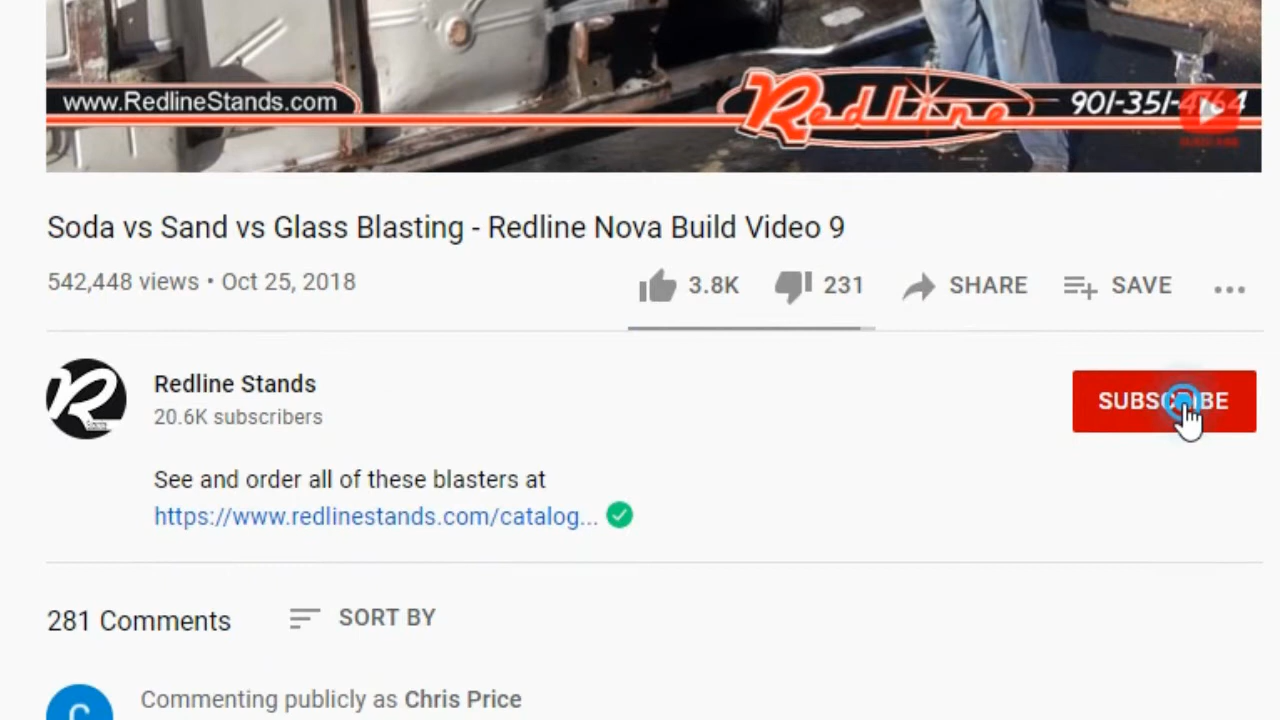 www.RedlineStands.com
Redline
901-351-4764
Soda vs Sand vs Glass Blasting - Redline Nova Build Video 9
542,448 views • Oct 25, 2018
3.8K
231
SHARE
SAVE
Redline Stands
20.6K subscribers
SUBSCRIBE
See and order all of these blasters at
https://www.redlinestands.com/catalog...
281 Comments
SORT BY
Commenting publicly as Chris Price
C